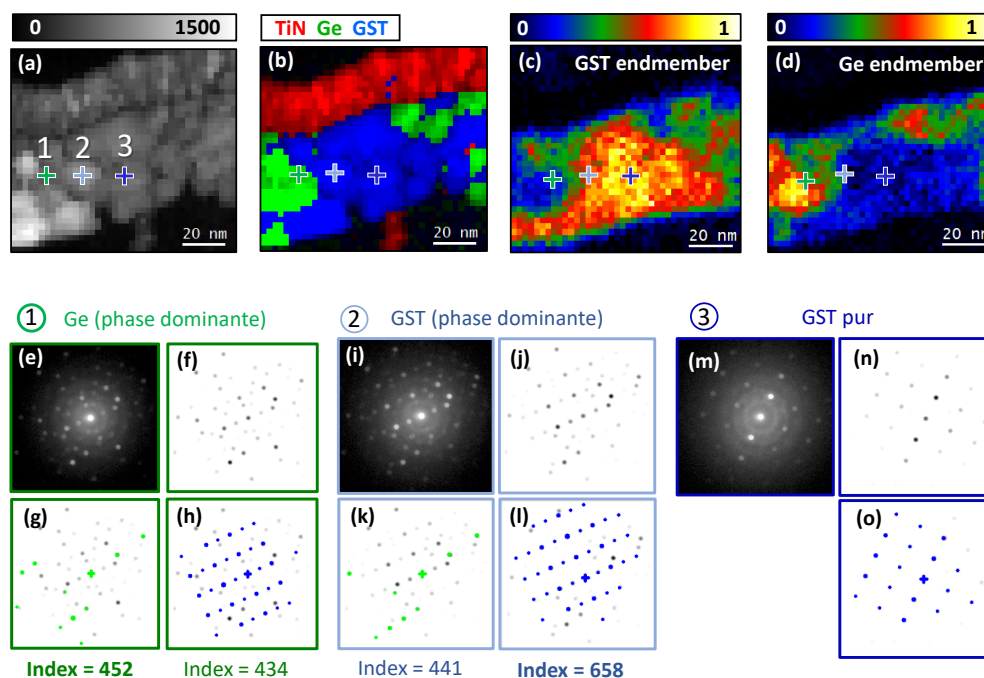 0 1500
TiN Ge GST
0 1
0 1
(a)
(b)
(c) GST endmember
(d) Ge endmember
1 2 3
20 nm
20 nm
20 nm
20 nm
1 Ge (phase dominante)
2 GST (phase dominante)
3 GST pur
(e)
(f)
(i)
(j)
(m)
(n)
(g)
(h)
(k)
(l)
(o)
Index = 452
Index = 434
Index = 441
Index = 658